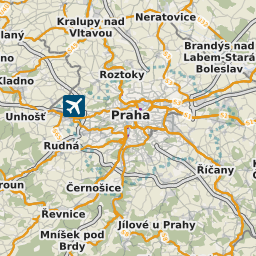 Kralupy nad
Vltavou
Neratovice
Brandýs nad
Labem-Stará
Boleslav
Roztoky
Praha
Unhošť
Rudná
Říčany
Černošice
Řevnice
Jílové u Prahy
Mníšek pod
Brdy